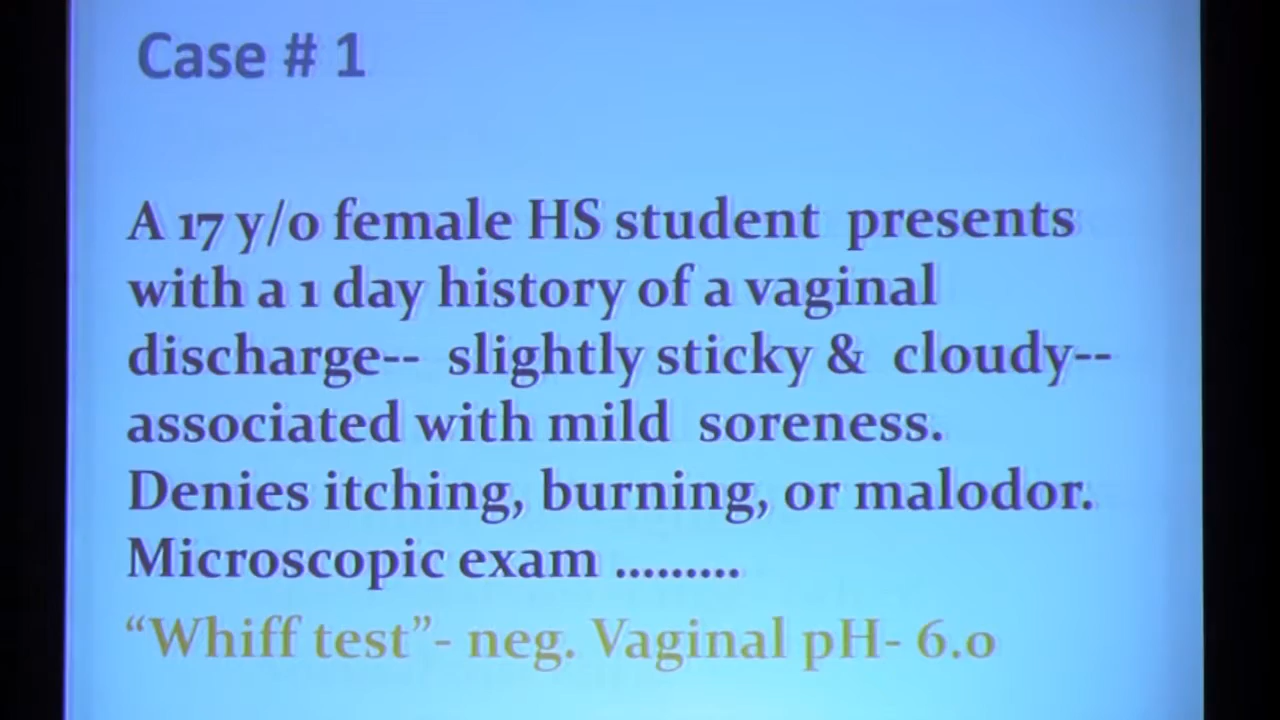 Case # 1
A 17 y/o female HS student presents
with a 1 day history of a vaginal
discharge-- slightly sticky & cloudy--
associated with mild soreness.
Denies itching, burning, or malodor.
Microscopic exam .........
“Whiff test”- neg. Vaginal pH- 6.0